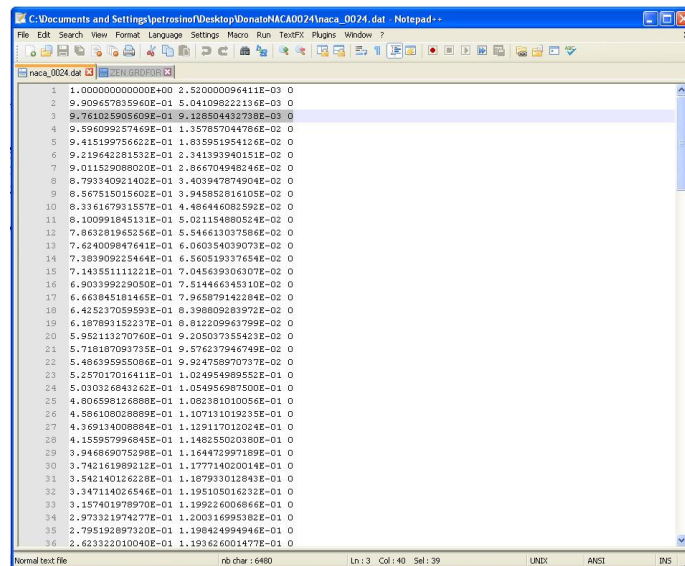 C:\Documents and Settings\petrosinof\Desktop\DonatoNACA0024\naca_0024.dat - Notepad++
File Edit Search View Format Language Settings Macro Run TextFX Plugins Window ?
naca_0024.dat ZEN.GRDFOR
1 1.000000000000E+00 2.520000096411E-03 0
2 9.909657835960E-01 5.041098222136E-03 0
3 9.761025905609E-01 9.128504432738E-03 0
4 9.596099257469E-01 1.357857044786E-02 0
5 9.415199756622E-01 1.835951954126E-02 0
6 9.219642281532E-01 2.341393940151E-02 0
7 9.011529088020E-01 2.866704948246E-02 0
8 8.793340921402E-01 3.403947874904E-02 0
9 8.567515015602E-01 3.945852816105E-02 0
10 8.336167931557E-01 4.486446082592E-02 0
11 8.100991845131E-01 5.021154880524E-02 0
12 7.863281965256E-01 5.546613037586E-02 0
13 7.624009847641E-01 6.060354039073E-02 0
14 7.383909225464E-01 6.560519337654E-02 0
15 7.143551111221E-01 7.045639306307E-02 0
16 6.903399229050E-01 7.514466345310E-02 0
17 6.663845181465E-01 7.965879142284E-02 0
18 6.425237059593E-01 8.398809283972E-02 0
19 6.187893152237E-01 8.812209963799E-02 0
20 5.952113270760E-01 9.205037355423E-02 0
21 5.718187093735E-01 9.576237946749E-02 0
22 5.486395955086E-01 9.924758970737E-02 0
23 5.257017016411E-01 1.024954989552E-01 0
24 5.030326843262E-01 1.054956987500E-01 0
25 4.806598126888E-01 1.082381010056E-01 0
26 4.586108028889E-01 1.107131019235E-01 0
27 4.369134008884E-01 1.129117012024E-01 0
28 4.155957996845E-01 1.148255020380E-01 0
29 3.946869075298E-01 1.164472997189E-01 0
30 3.742161989212E-01 1.177714020014E-01 0
31 3.542140126228E-01 1.187933012843E-01 0
32 3.347114026546E-01 1.195105016232E-01 0
33 3.157401978970E-01 1.199226006866E-01 0
34 2.973321974277E-01 1.200316995382E-01 0
35 2.795192897320E-01 1.198424994946E-01 0
36 2.623322010040E-01 1.193626001477E-01 0
Normal text file nb char : 6480 Ln : 3 Col : 40 Sel : 39 UNIX ANSI INS